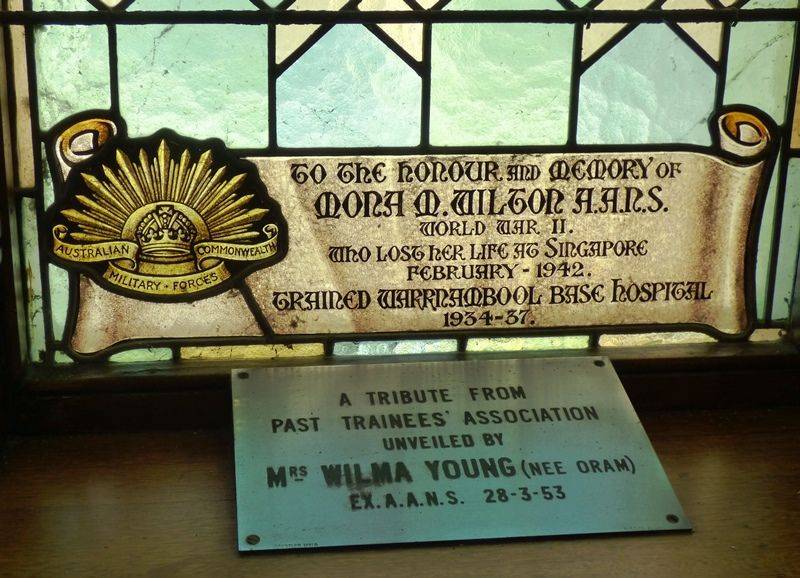 TO THE HONOUR AND MEMORY OF
MONA M. WILTON A.A.N.S.
WORLD WAR II.
WHO LOST HER LIFE AT SINGAPORE
FEBRUARY - 1942.
TRAINED WARRNAMBOOL BASE HOSPITAL
1934-37.
AUSTRALIAN COMMONWEALTH
MILITARY • FORCES
A TRIBUTE FROM
PAST TRAINEES' ASSOCIATION
UNVEILED BY
MRS WILMA YOUNG (NEE ORAM)
EX. A.A.N.S. 28-3-53